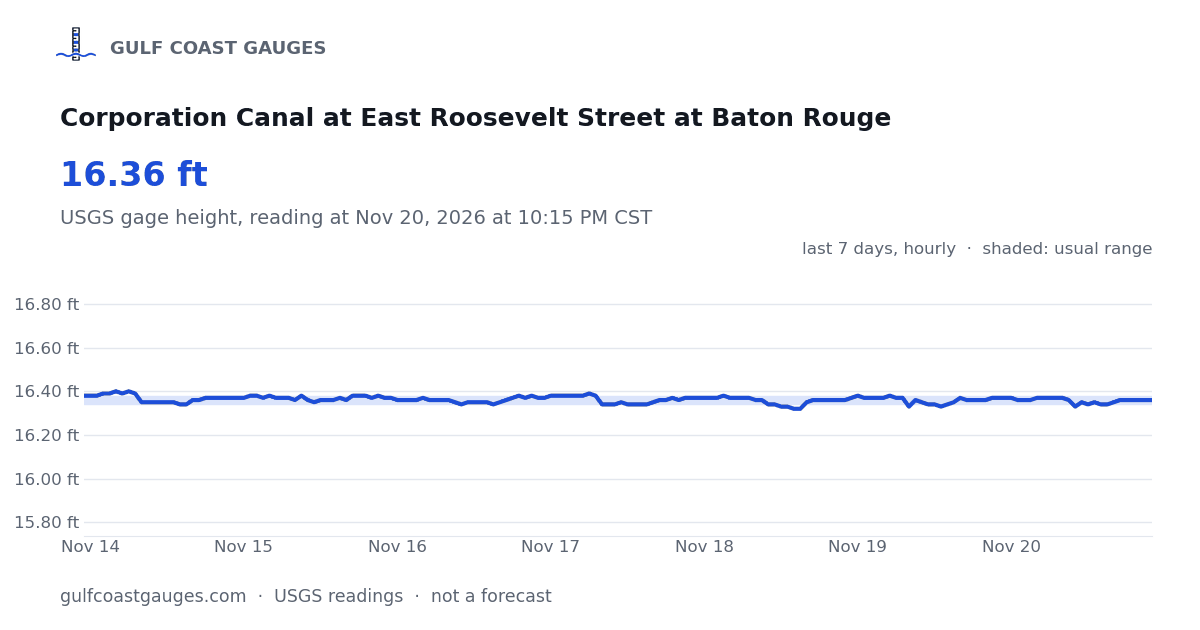 GULF COAST GAUGES
Corporation Canal at East Roosevelt Street at Baton Rouge
16.36 ft
USGS gage height, reading at Nov 20, 2026 at 10:15 PM CST
last 7 days, hourly · shaded: usual range
16.80 ft
16.60 ft
16.40 ft
16.20 ft
16.00 ft
15.80 ft
Nov 14 Nov 15 Nov 16 Nov 17 Nov 18 Nov 19 Nov 20
gulfcoastgauges.com · USGS readings · not a forecast